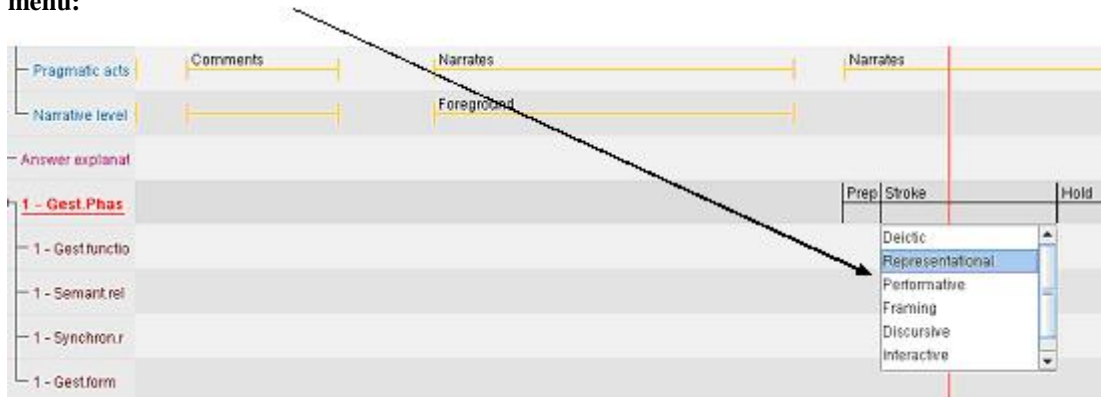 menu:
Pragmatic acts Comments Narrates Narrates
Narrative level Foreground
Answer explanat
1 - Gest.Phas Prep Stroke Hold
1 - Gest.functio Deictic
Representational
1 - Semant.rel Performative
Framing
1 - Synchron.r Discursive
Interactive
1 - Gest.form